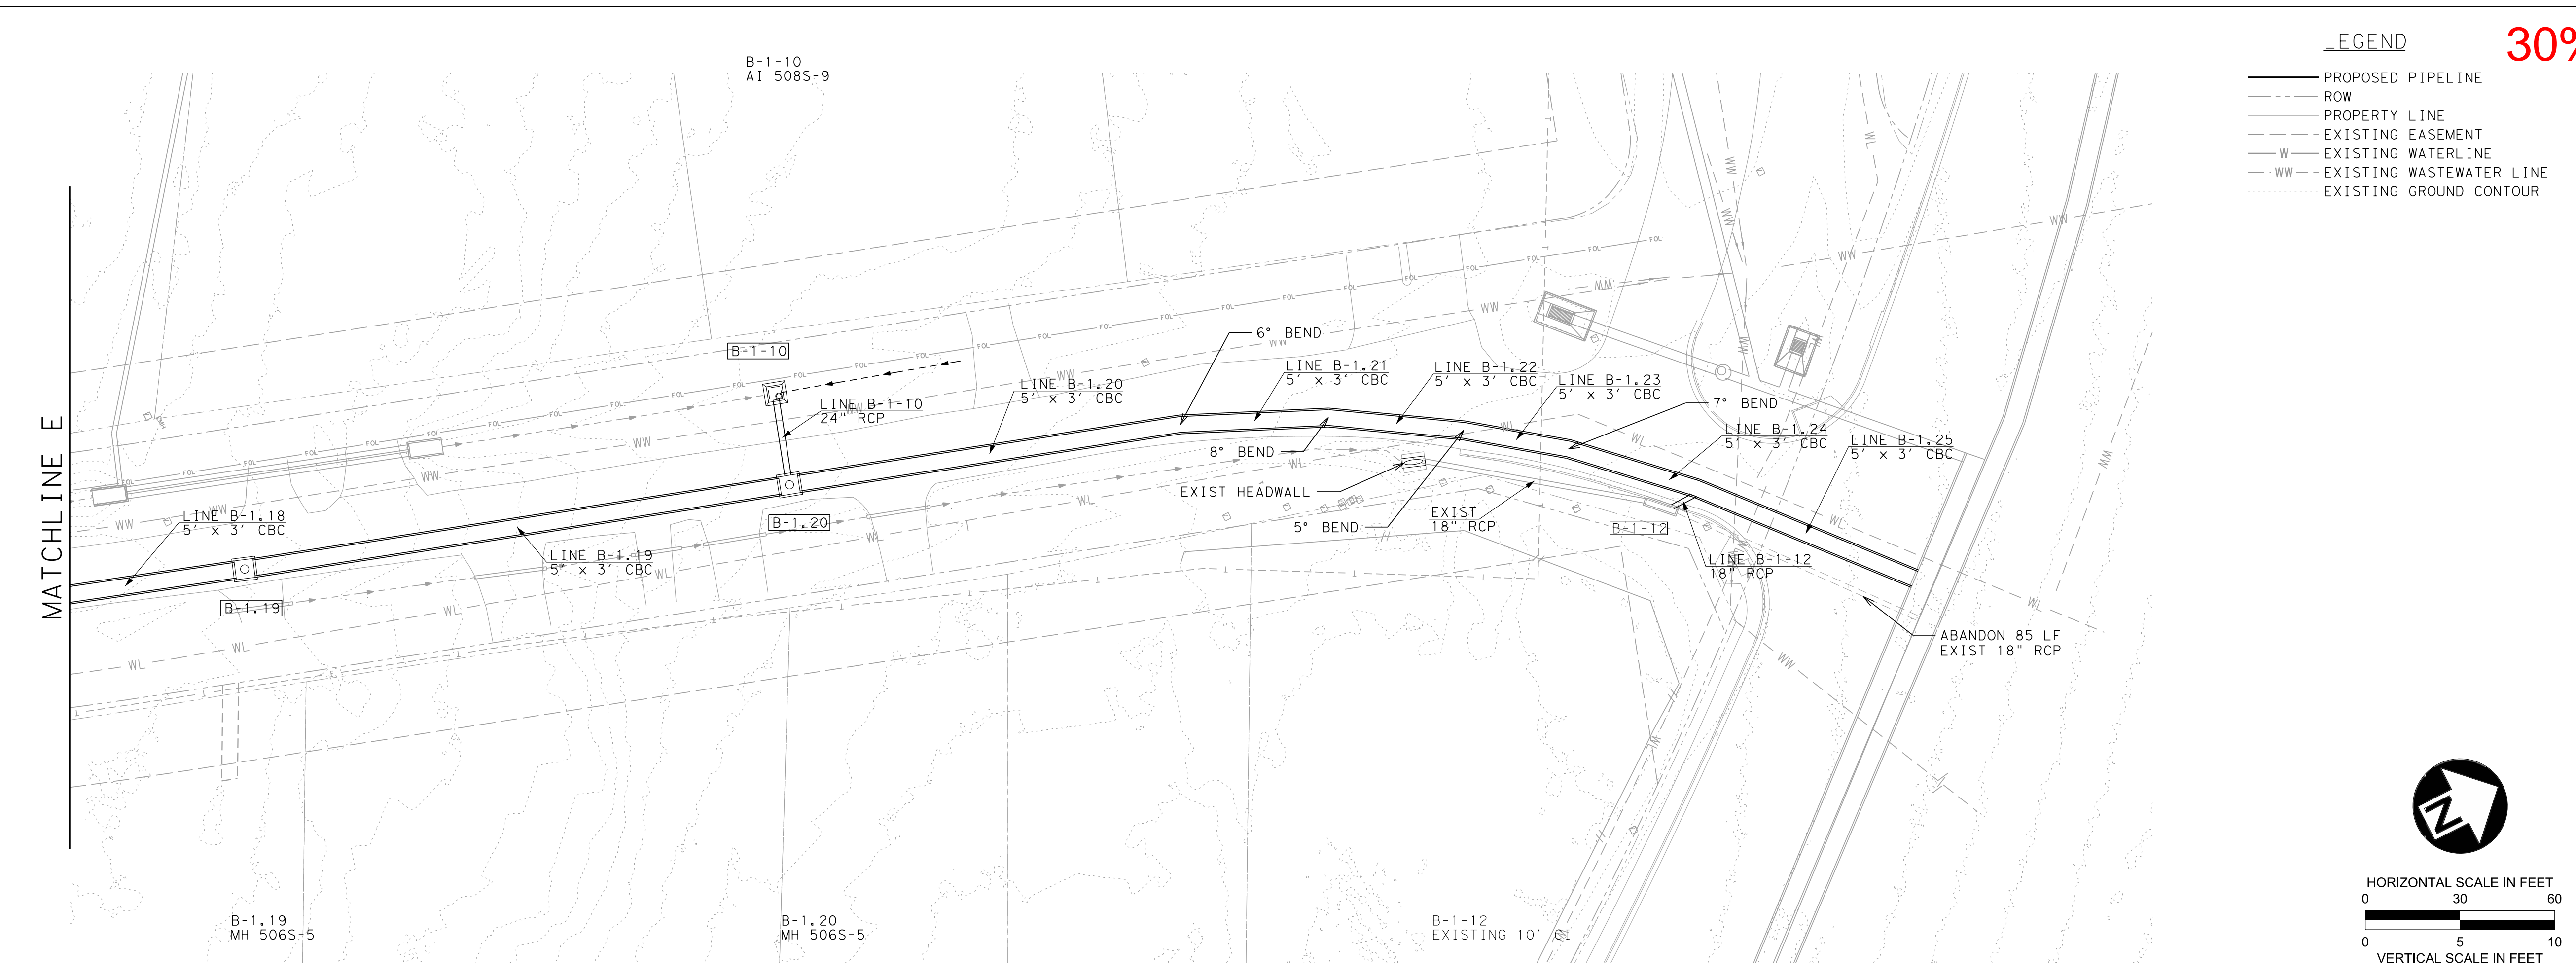 B-1-10
AI 508S-9
LEGEND
30%
PROPOSED PIPELINE
ROW
PROPERTY LINE
EXISTING EASEMENT
W EXISTING WATERLINE
WW EXISTING WASTEWATER LINE
EXISTING GROUND CONTOUR
MATCHLINE E
B-1-10
6° BEND
LINE B-1.21
5' x 3' CBC
LINE B-1.22
5' x 3' CBC
LINE B-1.23
5' x 3' CBC
LINE B-1.20
5' x 3' CBC
LINE B-1-10
24" RCP
7° BEND
LINE B-1.24
5' x 3' CBC
LINE B-1.25
5' x 3' CBC
8° BEND
EXIST HEADWALL
5° BEND
EXIST
18" RCP
B-1-12
LINE B-1-12
18" RCP
LINE B-1.18
5' x 3' CBC
B-1.20
LINE B-1.19
5' x 3' CBC
B-1.19
ABANDON 85 LF
EXIST 18" RCP
B-1.19
MH 506S-5
B-1.20
MH 506S-5
B-1-12
EXISTING 10' CI
N
HORIZONTAL SCALE IN FEET
0 30 60
0 5 10
VERTICAL SCALE IN FEET